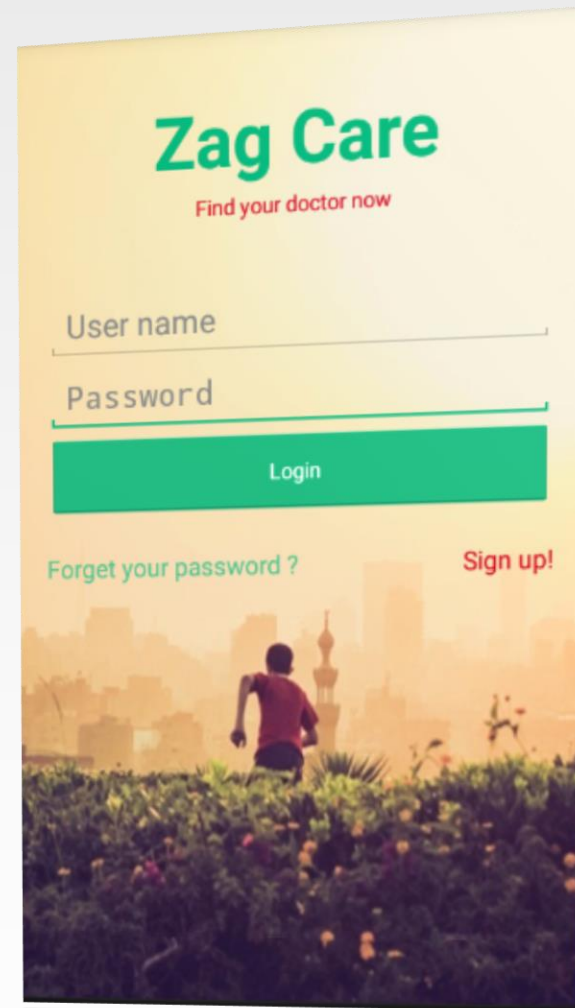 Zag Care
Find your doctor now
User name
Password
Login
Forget your password ?
Sign up!